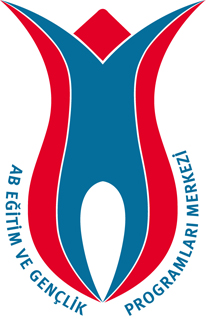 AB EĞİTİM VE GENÇLİK
PROGRAMLARI MERKEZİ